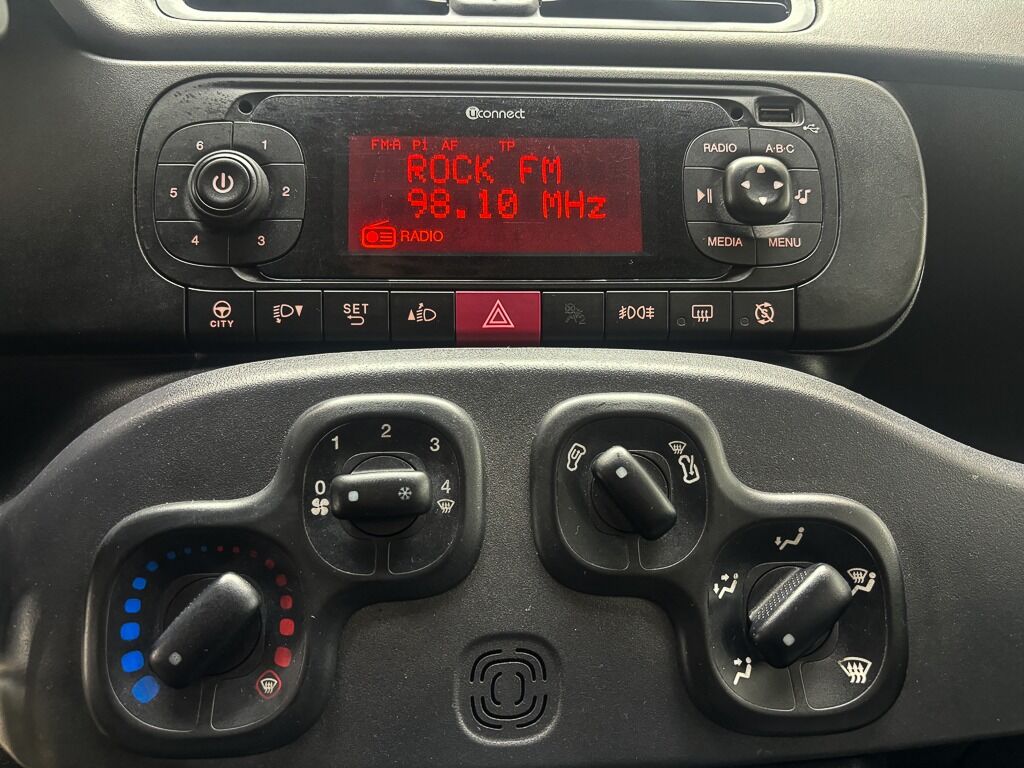 uconnect
FM-A P1 AF TP
ROCK FM
98.10 MHz
RADIO
6 1
5 2
4 3
RADIO A·B·C
MEDIA MENU
CITY
SET
1 2 3
0 4